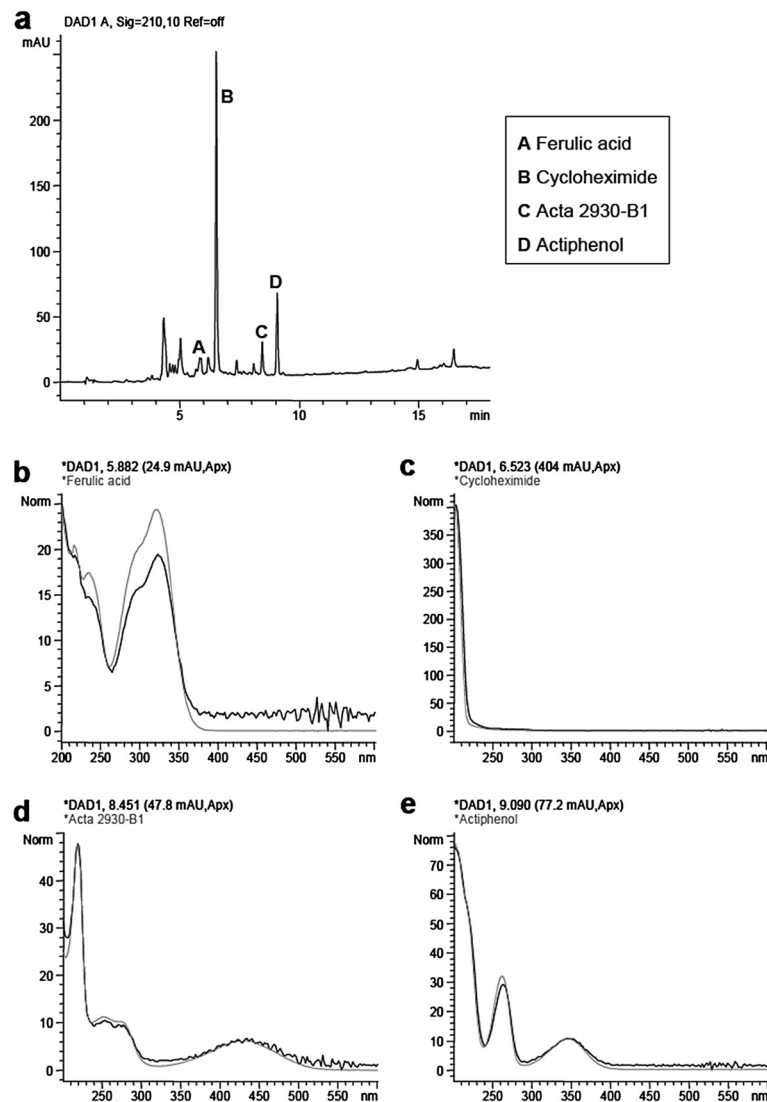 a
DAD1 A, Sig=210,10 Ref=off
mAU
200
150
100
50
0
B
D
C
A
5
10
15
min
A Ferulic acid
B Cycloheximide
C Acta 2930-B1
D Actiphenol
b
*DAD1, 5.882 (24.9 mAU,Apx)
*Ferulic acid
Norm
20
15
10
5
0
200 250 300 350 400 450 500 550 nm
c
*DAD1, 6.523 (404 mAU,Apx)
*Cycloheximide
Norm
350
300
250
200
150
100
50
0
250 300 350 400 450 500 550 nm
d
*DAD1, 8.451 (47.8 mAU,Apx)
*Acta 2930-B1
Norm
40
30
20
10
0
250 300 350 400 450 500 550 nm
e
*DAD1, 9.090 (77.2 mAU,Apx)
*Actiphenol
Norm
70
60
50
40
30
20
10
0
250 300 350 400 450 500 550 nm